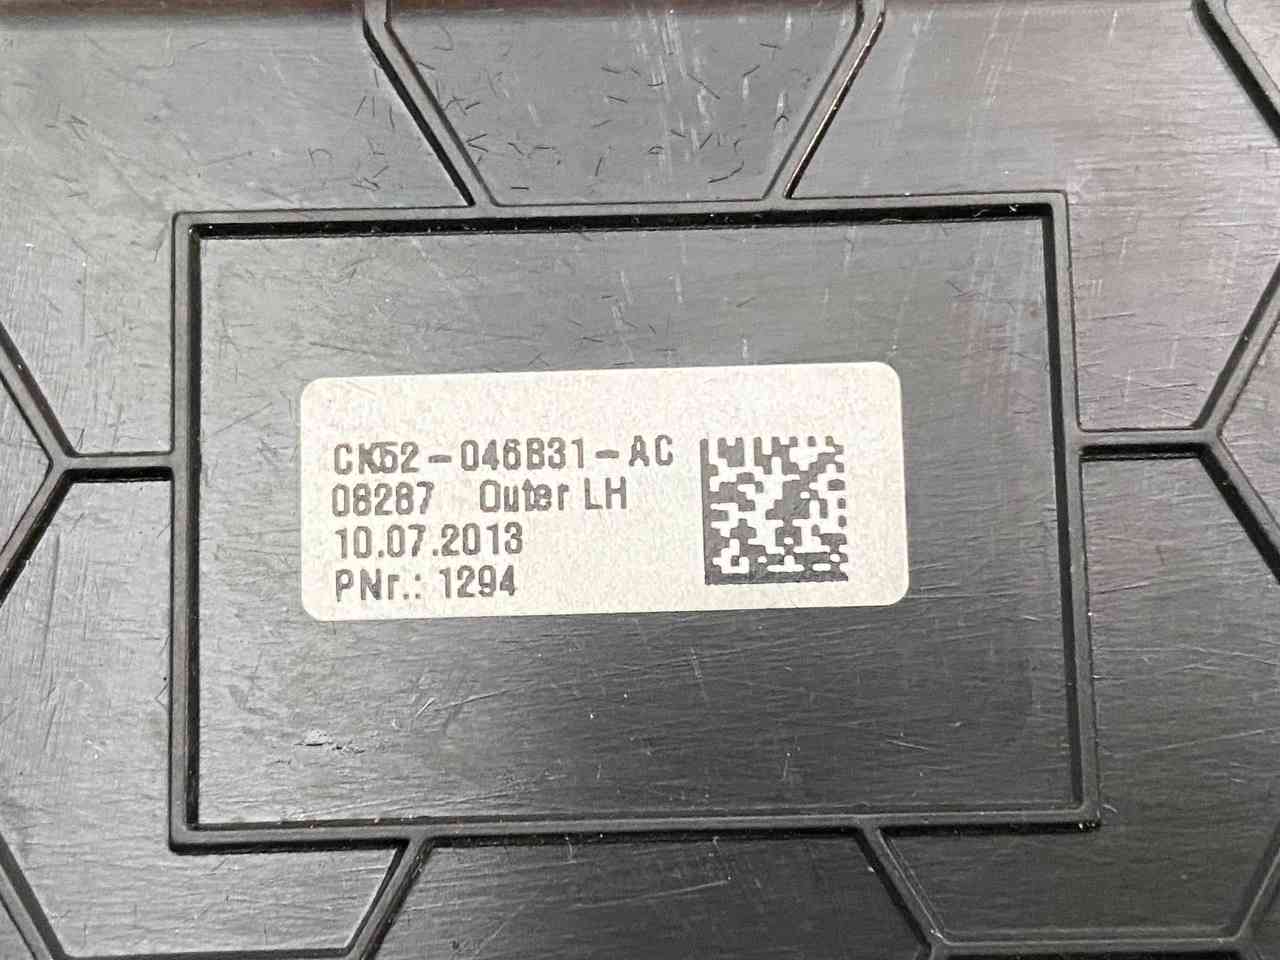 CK52-046B31-AC
08287 Outer LH
10.07.2013
PNr.: 1294